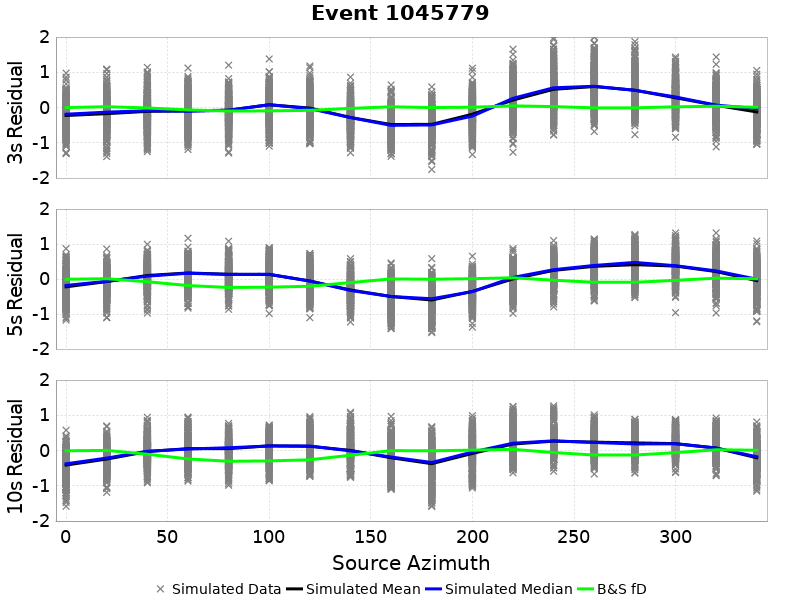 Event 1045779
3s Residual
2
1
0
-1
-2
5s Residual
2
1
0
-1
-2
10s Residual
2
1
0
-1
-2
0 50 100 150 200 250 300
Source Azimuth
Simulated Data Simulated Mean Simulated Median B&S fD